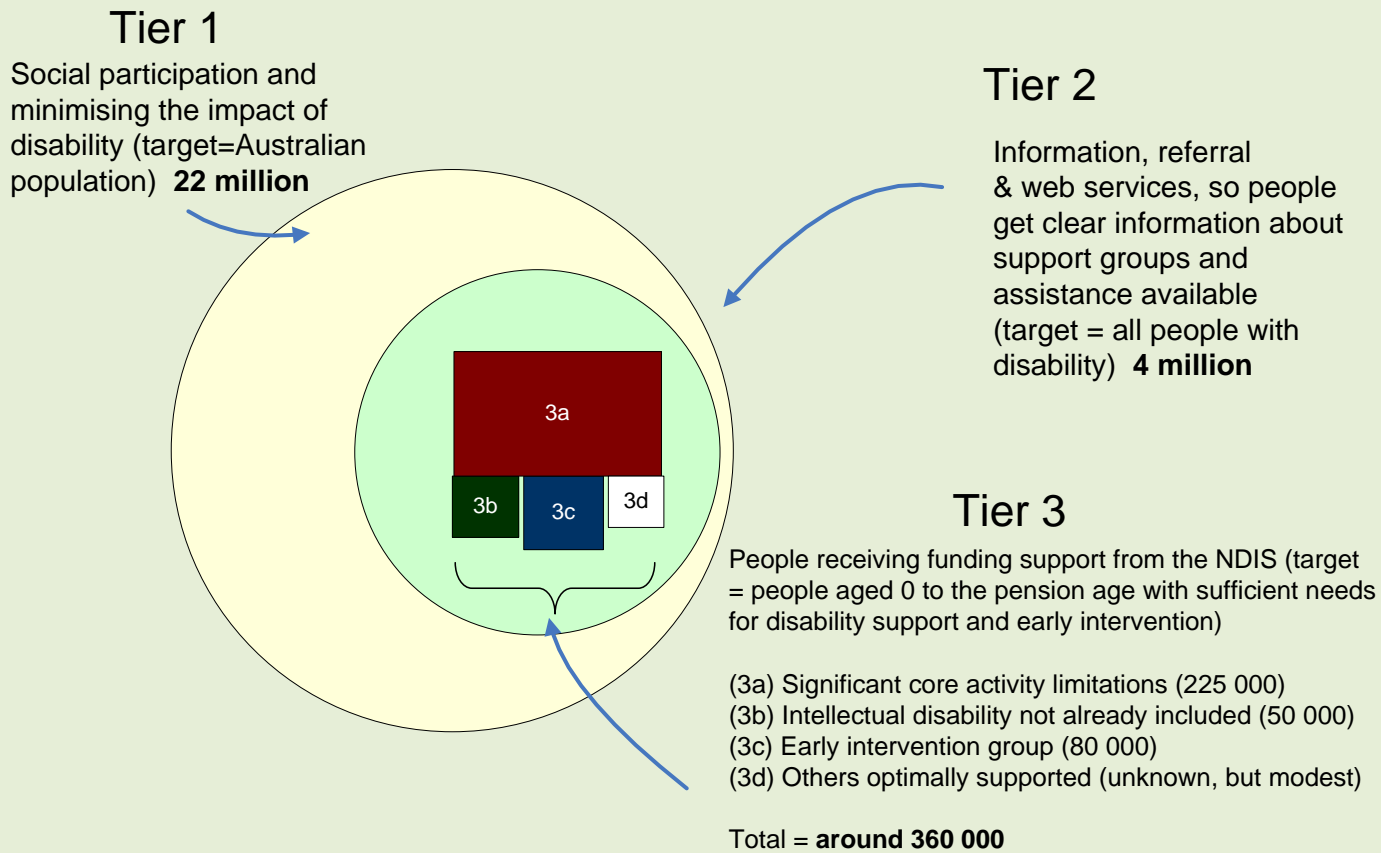 Tier 1
Social participation and
minimising the impact of
disability (target=Australian
population) 22 million
Tier 2
Information, referral
& web services, so people
get clear information about
support groups and
assistance available
(target = all people with
disability) 4 million
3a
3b
3c
3d
Tier 3
People receiving funding support from the NDIS (target
= people aged 0 to the pension age with sufficient needs
for disability support and early intervention)
(3a) Significant core activity limitations (225 000)
(3b) Intellectual disability not already included (50 000)
(3c) Early intervention group (80 000)
(3d) Others optimally supported (unknown, but modest)
Total = around 360 000